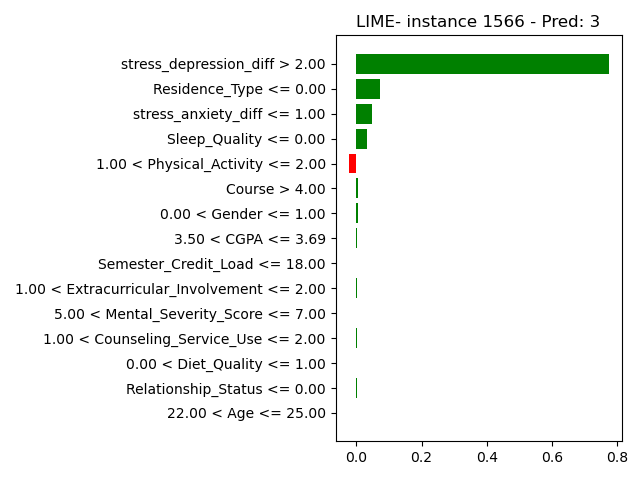 LIME- instance 1566 - Pred: 3
stress_depression_diff > 2.00
Residence_Type <= 0.00
stress_anxiety_diff <= 1.00
Sleep_Quality <= 0.00
1.00 < Physical_Activity <= 2.00
Course > 4.00
0.00 < Gender <= 1.00
3.50 < CGPA <= 3.69
Semester_Credit_Load <= 18.00
1.00 < Extracurricular_Involvement <= 2.00
5.00 < Mental_Severity_Score <= 7.00
1.00 < Counseling_Service_Use <= 2.00
0.00 < Diet_Quality <= 1.00
Relationship_Status <= 0.00
22.00 < Age <= 25.00
0.0 0.2 0.4 0.6 0.8